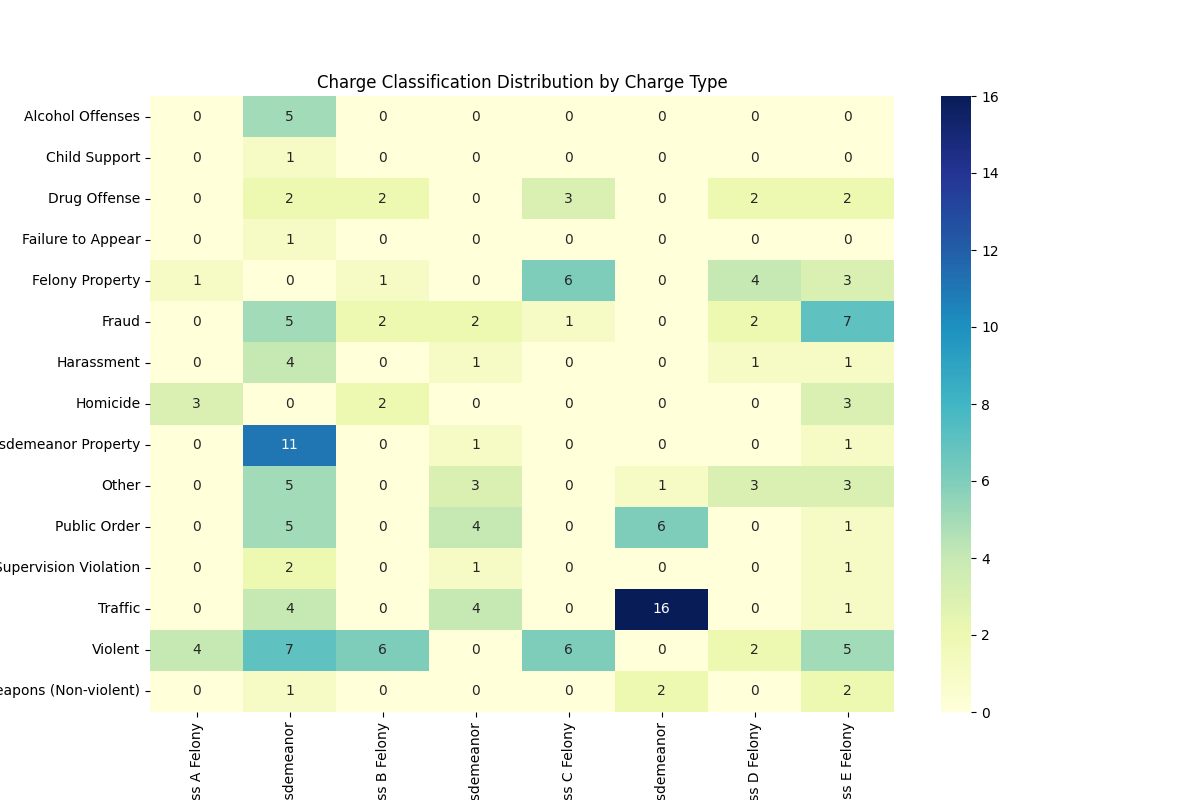 Charge Classification Distribution by Charge Type
Alcohol Offenses 0 5 0 0 0 0 0 0
Child Support 0 1 0 0 0 0 0 0
Drug Offense 0 2 2 0 3 0 2 2
Failure to Appear 0 1 0 0 0 0 0 0
Felony Property 1 0 1 0 6 0 4 3
Fraud 0 5 2 2 1 0 2 7
Harassment 0 4 0 1 0 0 1 1
Homicide 3 0 2 0 0 0 0 3
sdemeanor Property 0 11 0 1 0 0 0 1
Other 0 5 0 3 0 1 3 3
Public Order 0 5 0 4 0 6 0 1
Supervision Violation 0 2 0 1 0 0 0 1
Traffic 0 4 0 4 0 16 0 1
Violent 4 7 6 0 6 0 2 5
eapons (Non-violent) 0 1 0 0 0 2 0 2
ss A Felony
sdemeanor
ss B Felony
sdemeanor
ss C Felony
sdemeanor
ss D Felony
ss E Felony
16
14
12
10
8
6
4
2
0